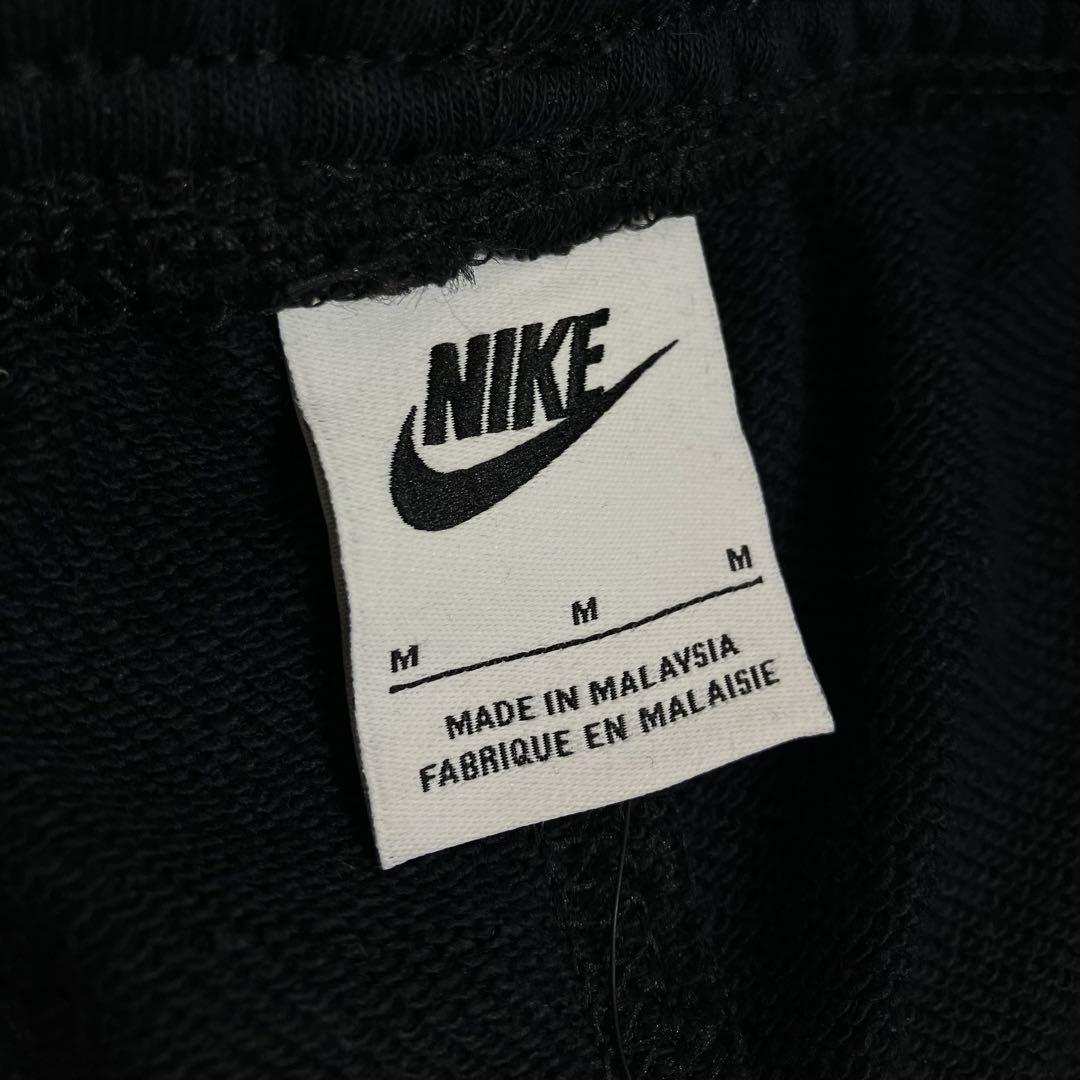 NIKE
M M M
MADE IN MALAYSIA
FABRIQUE EN MALAISIE